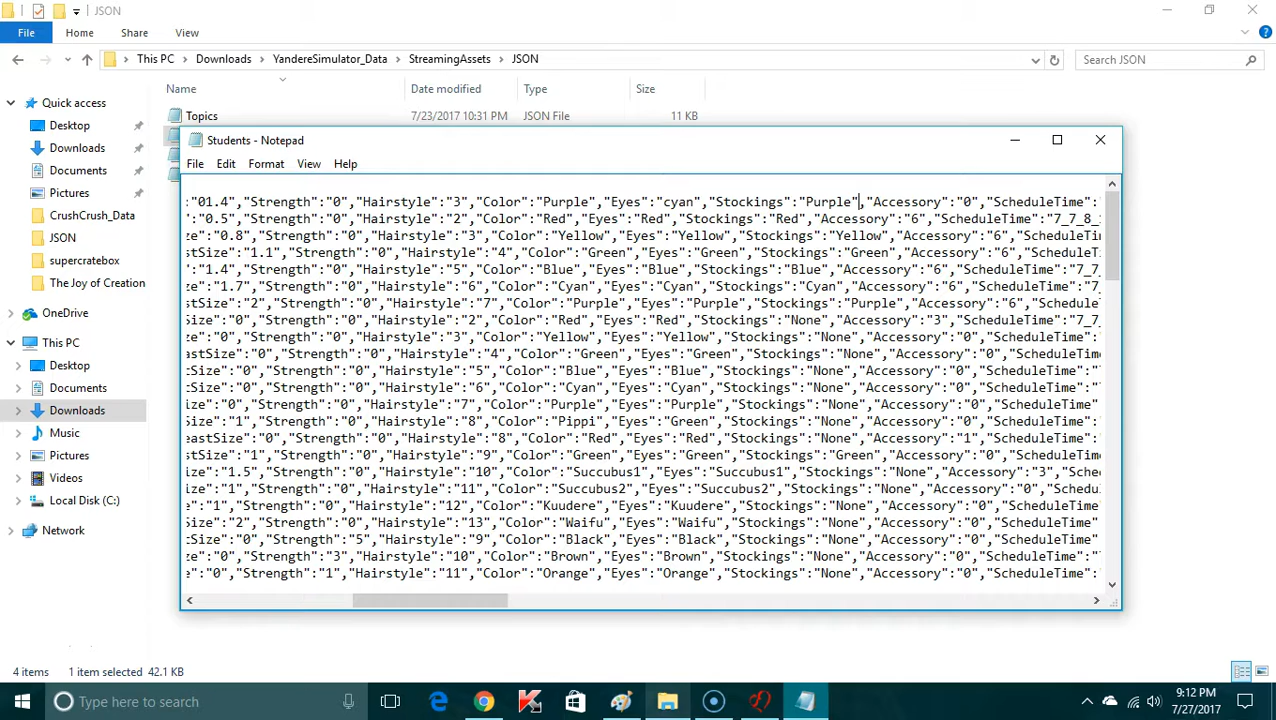 JSON
File Home Share View
This PC Downloads YandereSimulator_Data StreamingAssets JSON Search JSON
Name Date modified Type Size
Quick access
Desktop
Downloads
Documents
Pictures
CrushCrush_Data
JSON
supercratebox
The Joy of Creation
OneDrive
This PC
Desktop
Documents
Downloads
Music
Pictures
Videos
Local Disk (C:)
Network
Topics 7/23/2017 10:31 PM JSON File 11 KB
Students - Notepad
File Edit Format View Help
:"01.4","Strength":"0","Hairstyle":"3","Color":"Purple","Eyes":"cyan","Stockings":"Purple","Accessory":"0","ScheduleTime":"
":"0.5","Strength":"0","Hairstyle":"2","Color":"Red","Eyes":"Red","Stockings":"Red","Accessory":"6","ScheduleTime":"7_7_8_
ze":"0.8","Strength":"0","Hairstyle":"3","Color":"Yellow","Eyes":"Yellow","Stockings":"Yellow","Accessory":"6","ScheduleTim
stSize":"1.1","Strength":"0","Hairstyle":"4","Color":"Green","Eyes":"Green","Stockings":"Green","Accessory":"6","ScheduleTi
":"1.4","Strength":"0","Hairstyle":"5","Color":"Blue","Eyes":"Blue","Stockings":"Blue","Accessory":"6","ScheduleTime":"7_7_
e":"1.7","Strength":"0","Hairstyle":"6","Color":"Cyan","Eyes":"Cyan","Stockings":"Cyan","Accessory":"6","ScheduleTime":"7_7
astSize":"2","Strength":"0","Hairstyle":"7","Color":"Purple","Eyes":"Purple","Stockings":"Purple","Accessory":"6","Schedule
Size":"0","Strength":"0","Hairstyle":"2","Color":"Red","Eyes":"Red","Stockings":"None","Accessory":"3","ScheduleTime":"7_7_
ize":"0","Strength":"0","Hairstyle":"3","Color":"Yellow","Eyes":"Yellow","Stockings":"None","Accessory":"0","ScheduleTime":
astSize":"0","Strength":"0","Hairstyle":"4","Color":"Green","Eyes":"Green","Stockings":"None","Accessory":"0","ScheduleTime
tSize":"0","Strength":"0","Hairstyle":"5","Color":"Blue","Eyes":"Blue","Stockings":"None","Accessory":"0","ScheduleTime":"
tSize":"0","Strength":"0","Hairstyle":"6","Color":"Cyan","Eyes":"Cyan","Stockings":"None","Accessory":"0","ScheduleTime":"
ize":"0","Strength":"0","Hairstyle":"7","Color":"Purple","Eyes":"Purple","Stockings":"None","Accessory":"0","ScheduleTime":
Size":"1","Strength":"0","Hairstyle":"8","Color":"Pippi","Eyes":"Green","Stockings":"None","Accessory":"0","ScheduleTime":"
eastSize":"0","Strength":"0","Hairstyle":"8","Color":"Red","Eyes":"Red","Stockings":"None","Accessory":"1","ScheduleTime":"
stSize":"1","Strength":"0","Hairstyle":"9","Color":"Green","Eyes":"Green","Stockings":"Green","Accessory":"0","ScheduleTime
ize":"1.5","Strength":"0","Hairstyle":"10","Color":"Succubus1","Eyes":"Succubus1","Stockings":"None","Accessory":"3","Sched
Size":"1","Strength":"0","Hairstyle":"11","Color":"Succubus2","Eyes":"Succubus2","Stockings":"None","Accessory":"0","Schedu
e":"1","Strength":"0","Hairstyle":"12","Color":"Kuudere","Eyes":"Kuudere","Stockings":"None","Accessory":"0","ScheduleTime"
Size":"2","Strength":"0","Hairstyle":"13","Color":"Waifu","Eyes":"Waifu","Stockings":"None","Accessory":"0","ScheduleTime":
tSize":"0","Strength":"5","Hairstyle":"9","Color":"Black","Eyes":"Black","Stockings":"None","Accessory":"0","ScheduleTime":
ize":"0","Strength":"3","Hairstyle":"10","Color":"Brown","Eyes":"Brown","Stockings":"None","Accessory":"0","ScheduleTime":"
e":"0","Strength":"1","Hairstyle":"11","Color":"Orange","Eyes":"Orange","Stockings":"None","Accessory":"0","ScheduleTime":"
4 items 1 item selected 42.1 KB
Type here to search
9:12 PM
7/27/2017